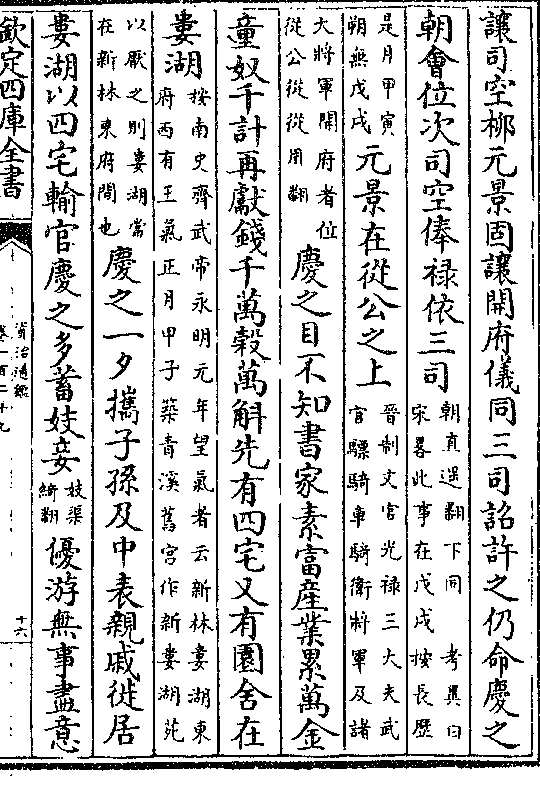 讓司空栁元景固讓開府儀同三司詔許之仍命慶之
朝㑹位次司空俸禄依三司朝直遥翻下同　考異曰
宋畧此事在戊戌按長歴
是月甲寅
朔無戊戌元景在從公之上晉制文官光禄三大夫武
官驃騎車騎衛將軍及諸
大將軍開府者位
從公從從用翻慶之目不知書家素富産業累萬金
童奴千計再獻錢千萬榖萬斛先有四宅又有園舍在
婁湖按南史齊武帝永明元年望氣者云新林婁湖東
府西有王氣正月甲子築青溪舊宫作新婁湖苑
以厭之則婁湖當
在新林東府間也慶之一夕攜子孫及中表親戚徙居
婁湖以四宅輸官慶之多蓄妓妾妓渠
綺翻優游無事盡意
欽定四庫全書
資治通鑑
卷一百二十九
十六